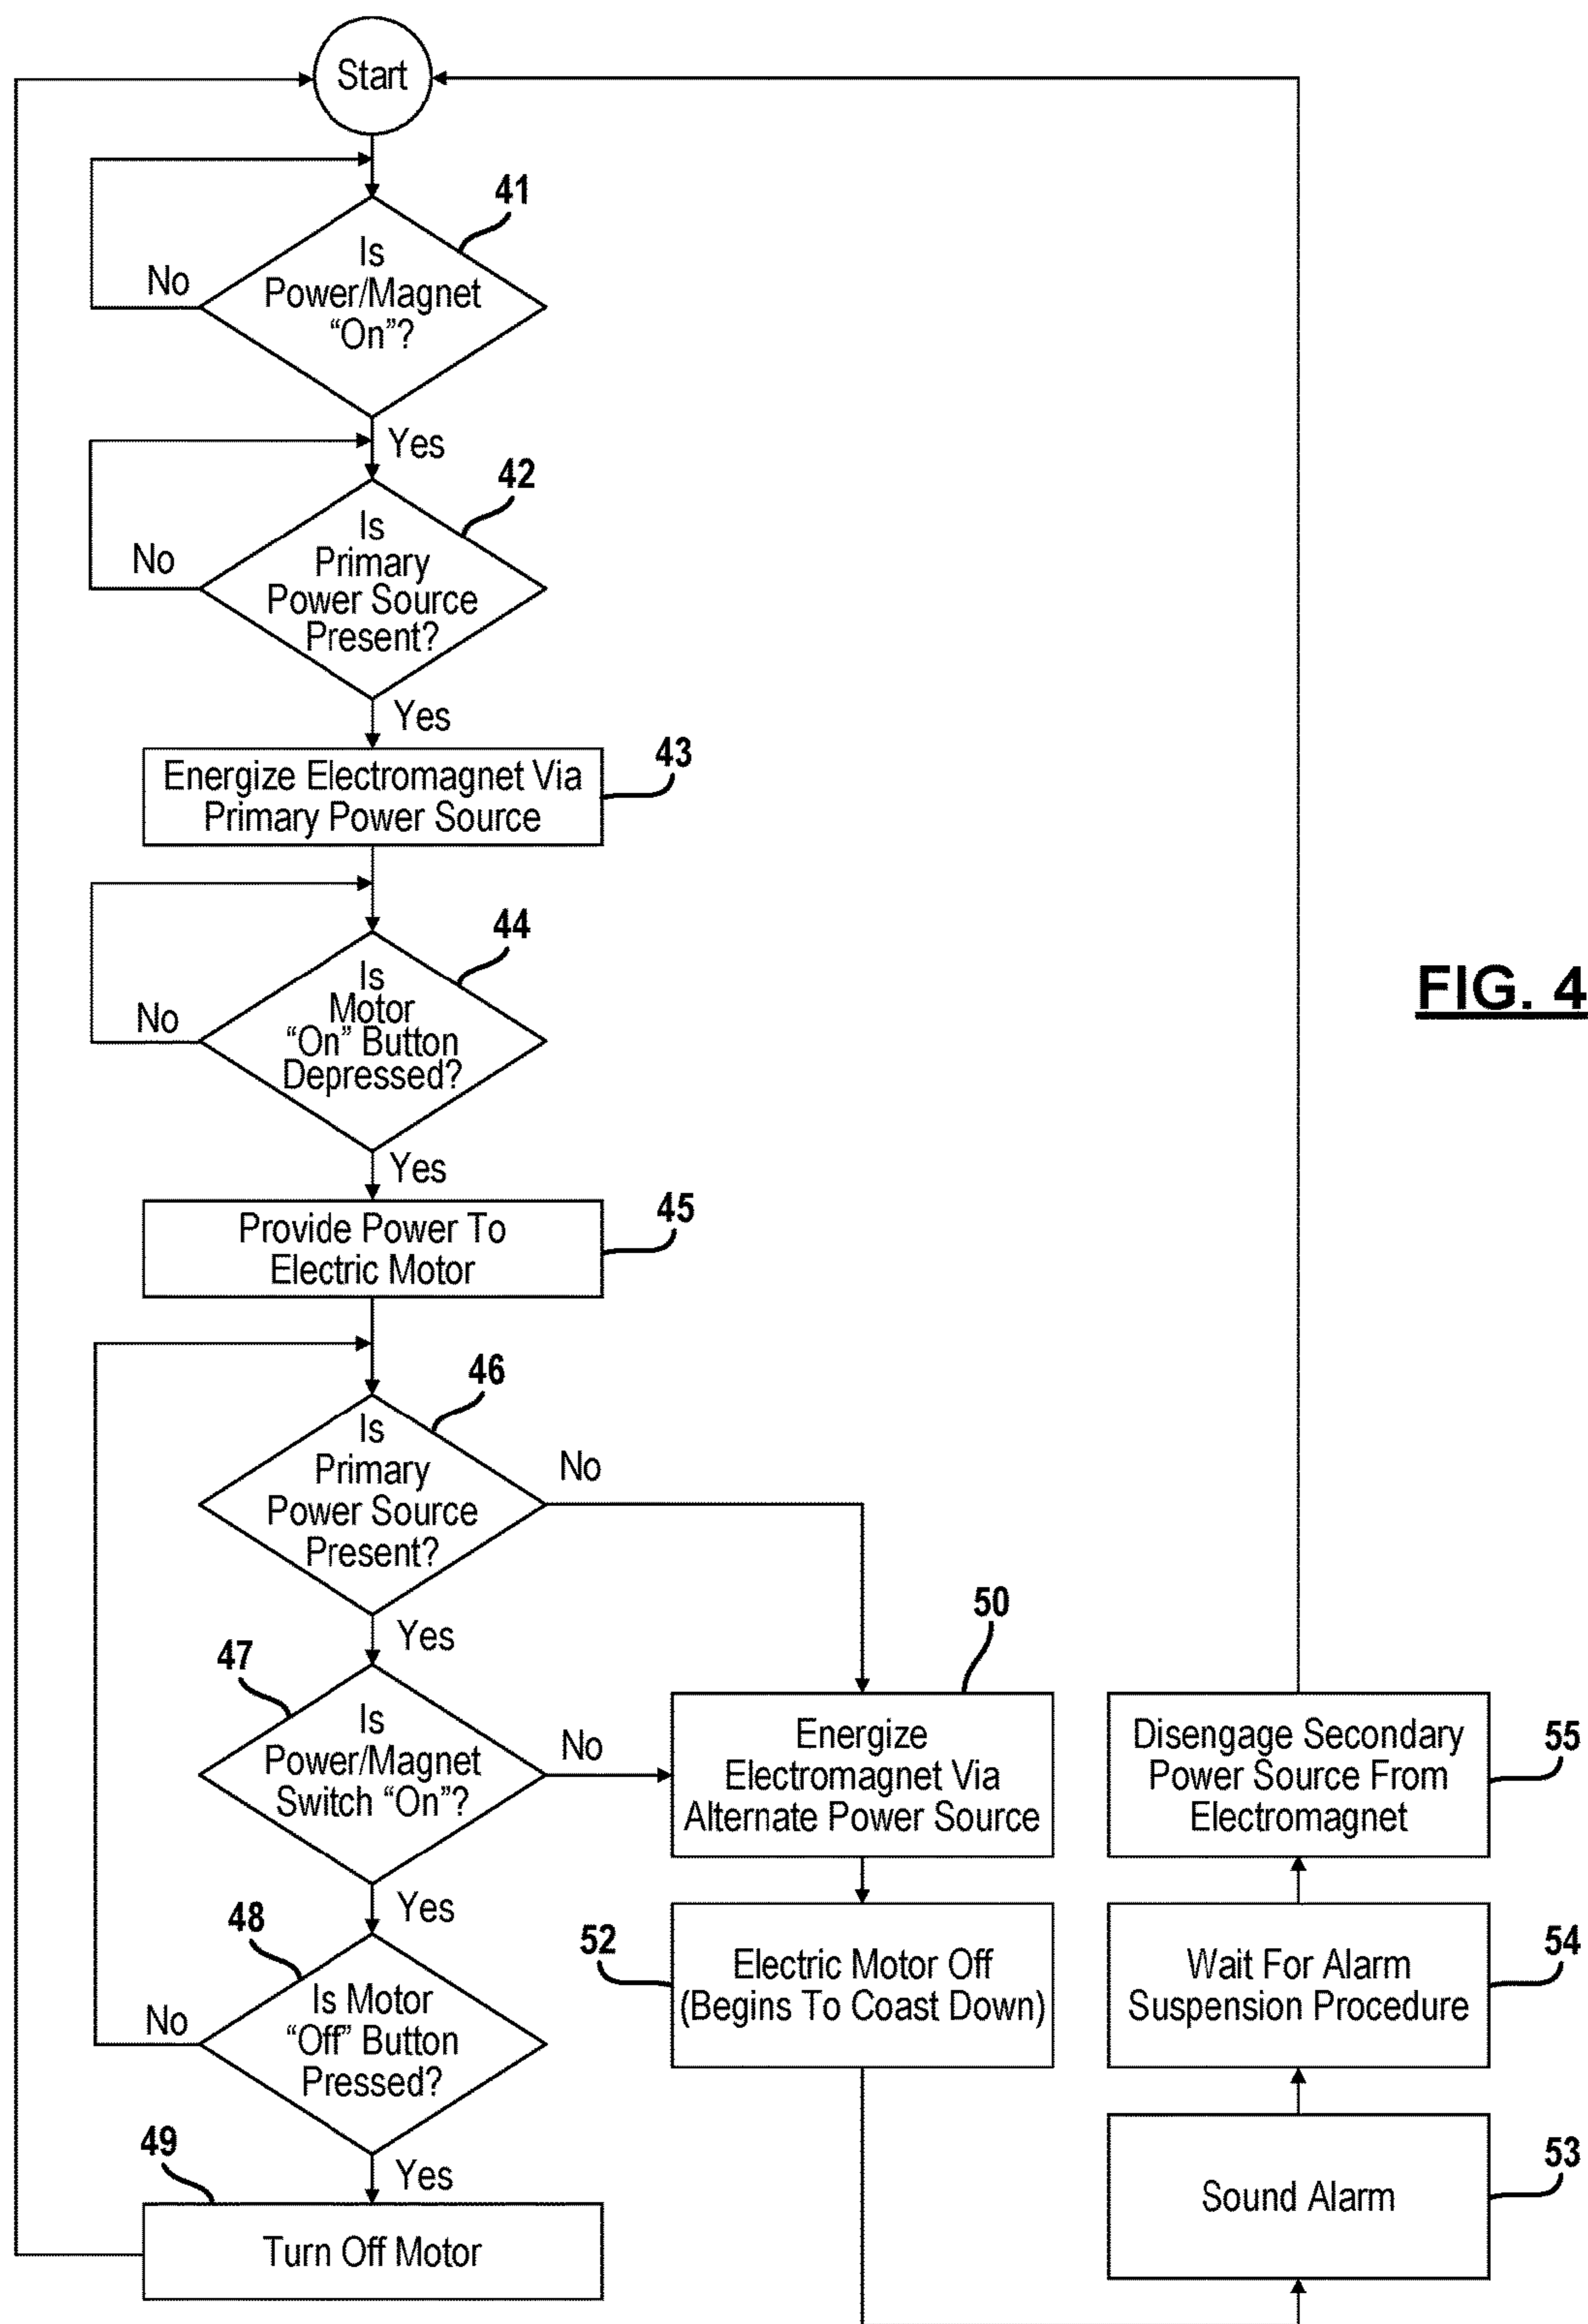 Start
41
Is
Power/Magnet
“On”?
No
Yes
42
Is
Primary
Power Source
Present?
No
Yes
43
Energize Electromagnet Via
Primary Power Source
44
Is
Motor
“On” Button
Depressed?
No
Yes
FIG. 4
45
Provide Power To
Electric Motor
46
Is
Primary
Power Source
Present?
No
Yes
47
Is
Power/Magnet
Switch “On”?
No
Yes
50
Energize
Electromagnet Via
Alternate Power Source
55
Disengage Secondary
Power Source From
Electromagnet
48
Is Motor
“Off” Button
Pressed?
No
Yes
52
Electric Motor Off
(Begins To Coast Down)
54
Wait For Alarm
Suspension Procedure
49
Turn Off Motor
53
Sound Alarm